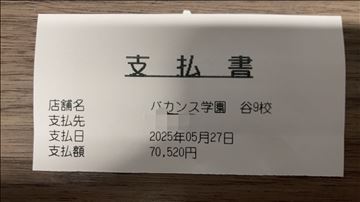 支払書
店舗名 バカンス学園 谷9校
支払先
支払日 2025年05月27日
支払額 70,520円